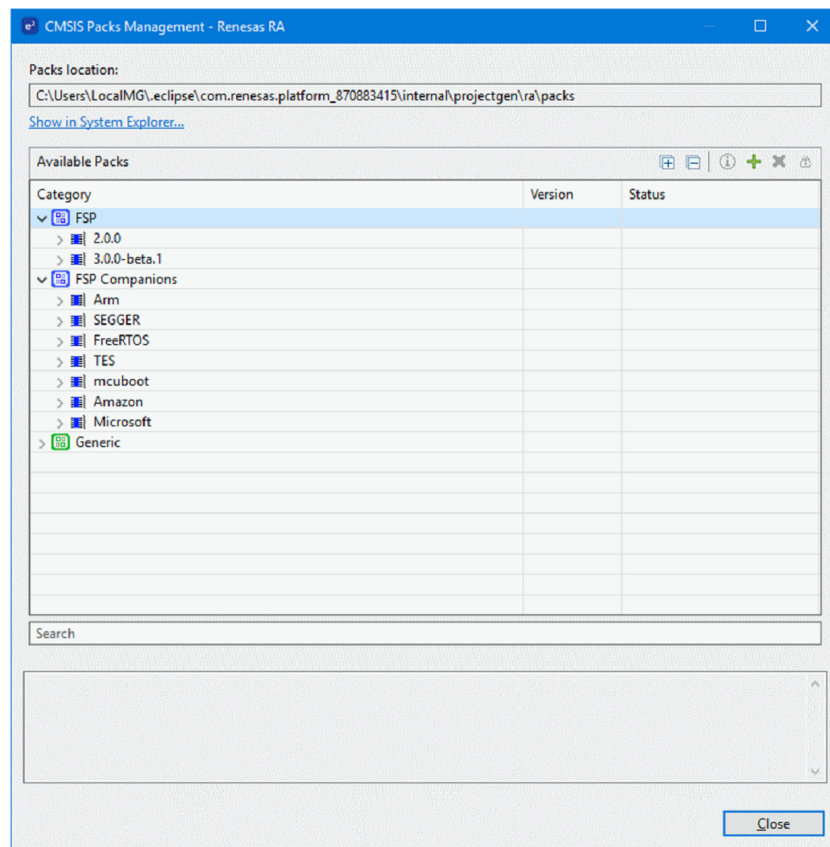 e² CMSIS Packs Management - Renesas RA
Packs location:
C:\Users\LocalMG\.eclipse\com.renesas.platform_870883415\internal\projectgen\ra\packs
Show in System Explorer...
Available Packs
Category Version Status
FSP
2.0.0
3.0.0-beta.1
FSP Companions
Arm
SEGGER
FreeRTOS
TES
mcuboot
Amazon
Microsoft
Generic
Search
Close